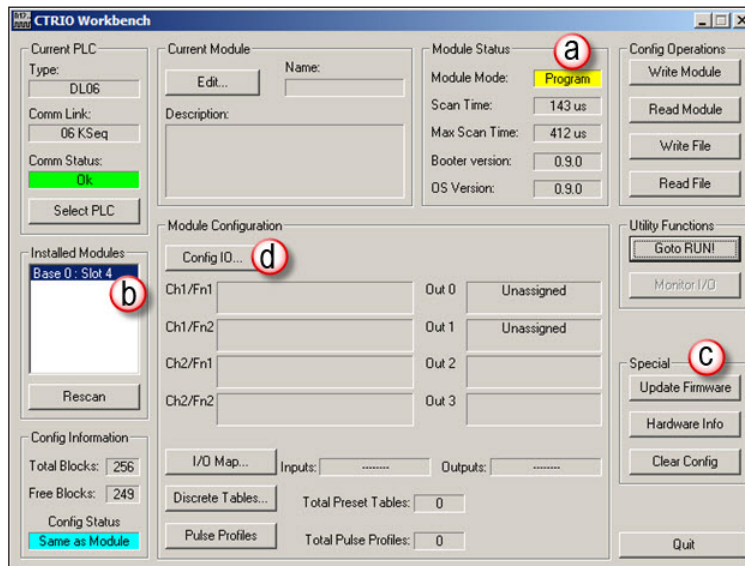 CTRIO Workbench
Current PLC
Type:
DL06
Comm Link:
06 KSeq
Comm Status:
Ok
Select PLC
Current Module
Edit...
Name:
Description:
Module Status
a
Module Mode: Program
Scan Time: 143 us
Max Scan Time: 412 us
Booter version: 0.9.0
OS Version: 0.9.0
Config Operations
Write Module
Read Module
Write File
Read File
Installed Modules
Base 0 : Slot 4
b
Rescan
Module Configuration
Config IO...
d
Ch1/Fn1
Out 0 Unassigned
Ch1/Fn2
Out 1 Unassigned
Ch2/Fn1
Out 2
Ch2/Fn2
Out 3
Utility Functions
Goto RUN!
Monitor I/O
Special
c
Update Firmware
Hardware Info
Clear Config
Config Information
Total Blocks: 256
Free Blocks: 249
Config Status
Same as Module
I/O Map...
Inputs: --------
Outputs: --------
Discrete Tables...
Total Preset Tables: 0
Pulse Profiles
Total Pulse Profiles: 0
Quit